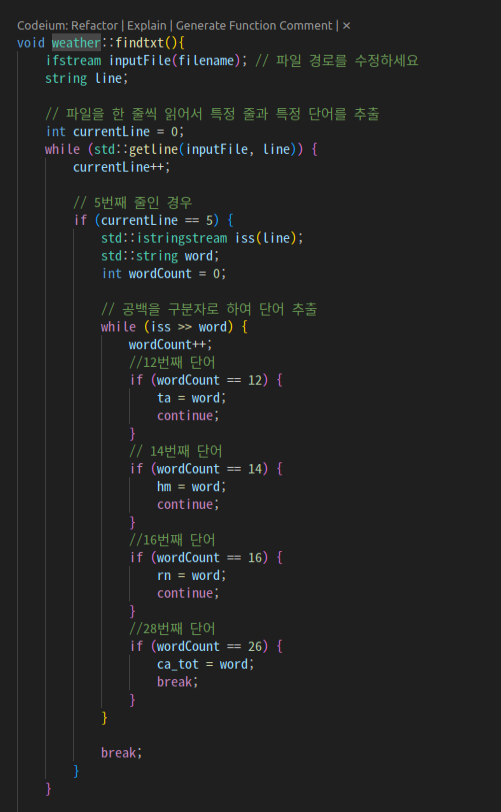 Codeium: Refactor | Explain | Generate Function Comment | ×
void weather::findtxt(){
    ifstream inputFile(filename); // 파일 경로를 수정하세요
    string line;

    // 파일을 한 줄씩 읽어서 특정 줄과 특정 단어를 추출
    int currentLine = 0;
    while (std::getline(inputFile, line)) {
        currentLine++;

        // 5번째 줄인 경우
        if (currentLine == 5) {
            std::istringstream iss(line);
            std::string word;
            int wordCount = 0;

            // 공백을 구분자로 하여 단어 추출
            while (iss >> word) {
                wordCount++;
                //12번째 단어
                if (wordCount == 12) {
                    ta = word;
                    continue;
                }
                // 14번째 단어
                if (wordCount == 14) {
                    hm = word;
                    continue;
                }
                //16번째 단어
                if (wordCount == 16) {
                    rn = word;
                    continue;
                }
                //28번째 단어
                if (wordCount == 26) {
                    ca_tot = word;
                    break;
                }
            }

            break;
        }
    }